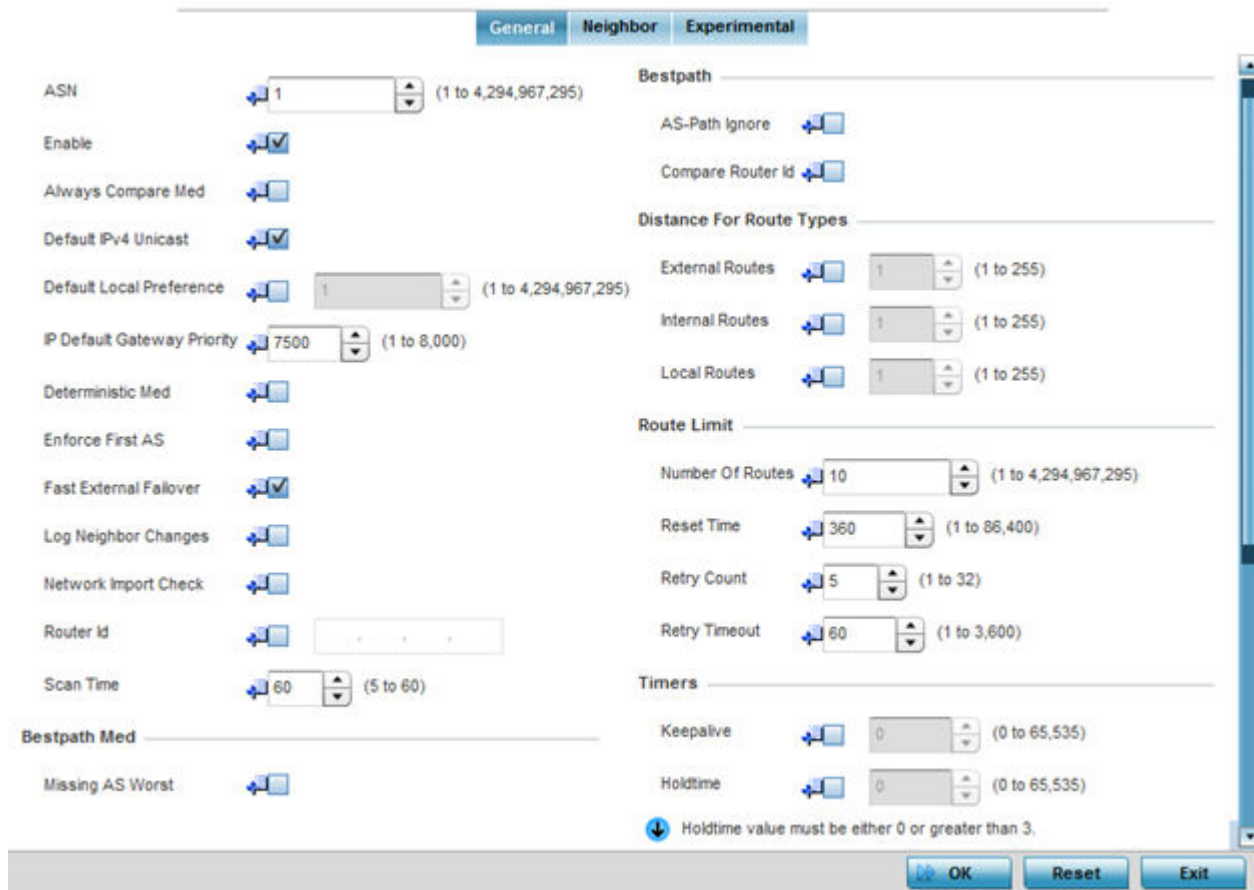 General Neighbor Experimental
ASN 1 (1 to 4,294,967,295)
Enable
Always Compare Med
Default IPv4 Unicast
Default Local Preference 1 (1 to 4,294,967,295)
IP Default Gateway Priority 7500 (1 to 8,000)
Deterministic Med
Enforce First AS
Fast External Failover
Log Neighbor Changes
Network Import Check
Router Id . . .
Scan Time 60 (5 to 60)
Bestpath Med
Missing AS Worst
Bestpath
AS-Path Ignore
Compare Router Id
Distance For Route Types
External Routes 1 (1 to 255)
Internal Routes 1 (1 to 255)
Local Routes 1 (1 to 255)
Route Limit
Number Of Routes 10 (1 to 4,294,967,295)
Reset Time 360 (1 to 86,400)
Retry Count 5 (1 to 32)
Retry Timeout 60 (1 to 3,600)
Timers
Keepalive 0 (0 to 65,535)
Holdtime 0 (0 to 65,535)
Holdtime value must be either 0 or greater than 3.
OK Reset Exit